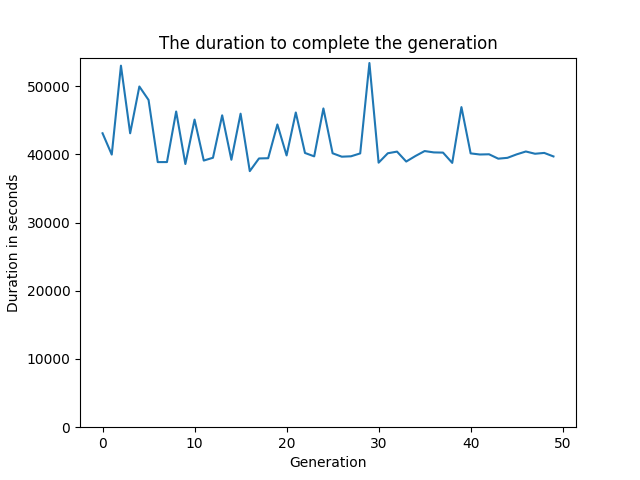 The duration to complete the generation
50000
40000
30000
20000
10000
0
Duration in seconds
0 10 20 30 40 50
Generation